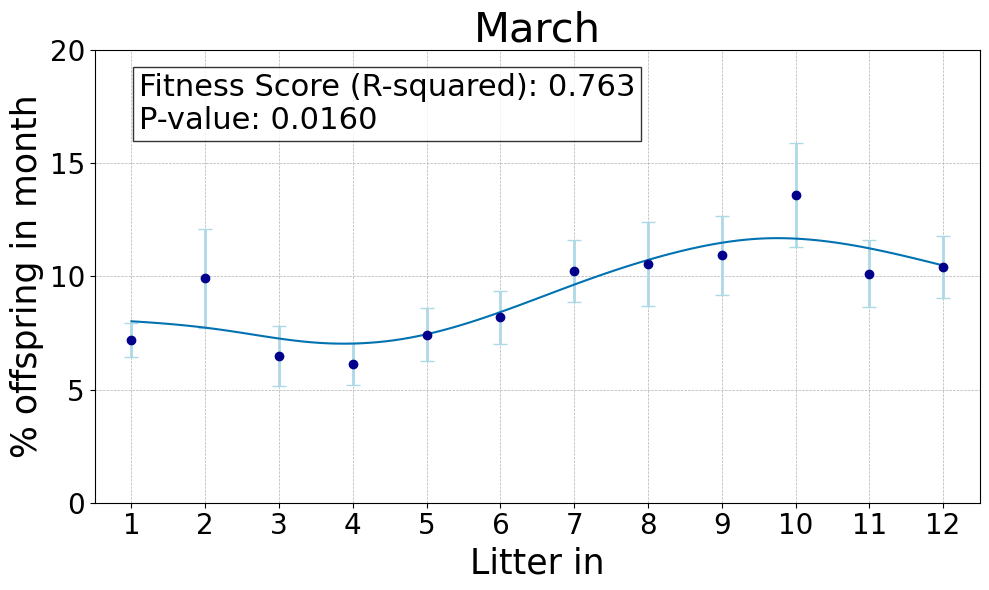 March
Fitness Score (R-squared): 0.763
P-value: 0.0160
% offspring in month
20
15
10
5
0
1 2 3 4 5 6 7 8 9 10 11 12
Litter in